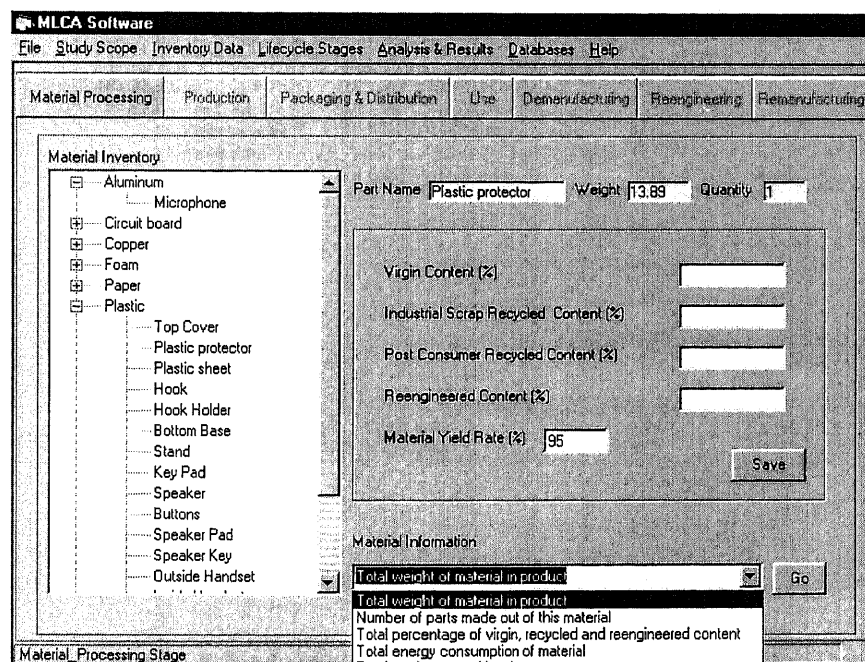 MLCA Software
File Study Scope Inventory Data Lifecycle Stages Analysis & Results Databases Help
Material Processing Production Packaging & Distribution Use Demanufacturing Reengineering Remanufacturing
Material Inventory
Aluminum
Microphone
Circuit board
Copper
Foam
Paper
Plastic
Top Cover
Plastic protector
Plastic sheet
Hook
Hook Holder
Bottom Base
Stand
Key Pad
Speaker
Buttons
Speaker Pad
Speaker Key
Outside Handset
Part Name Plastic protector Weight 13.89 Quantity 1
Virgin Content (%)
Industrial Scrap Recycled Content (%)
Post Consumer Recycled Content (%)
Reengineered Content (%)
Material Yield Rate (%) 95
Save
Material Information
Total weight of material in product Go
Total weight of material in product
Number of parts made out of this material
Total percentage of virgin, recycled and reengineered content
Total energy consumption of material
Material_Processing Stage